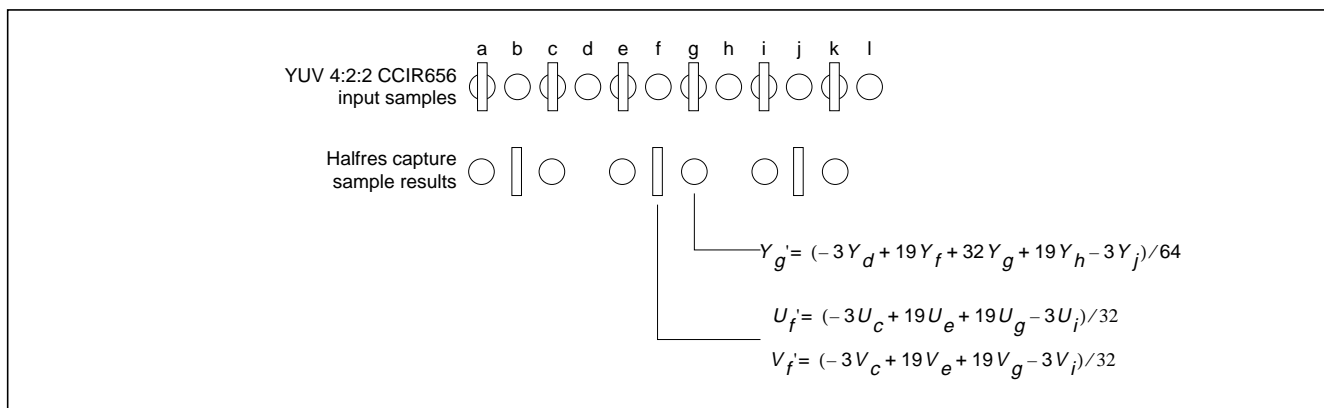 a b c d e f g h i j k l
YUV 4:2:2 CCIR656
input samples
Halfres capture
sample results
Y_g'= (–3Y_d + 19Y_f + 32Y_g + 19Y_h – 3Y_j)/64
U_f'= (–3U_c + 19U_e + 19U_g – 3U_i)/32
V_f'= (–3V_c + 19V_e + 19V_g – 3V_i)/32